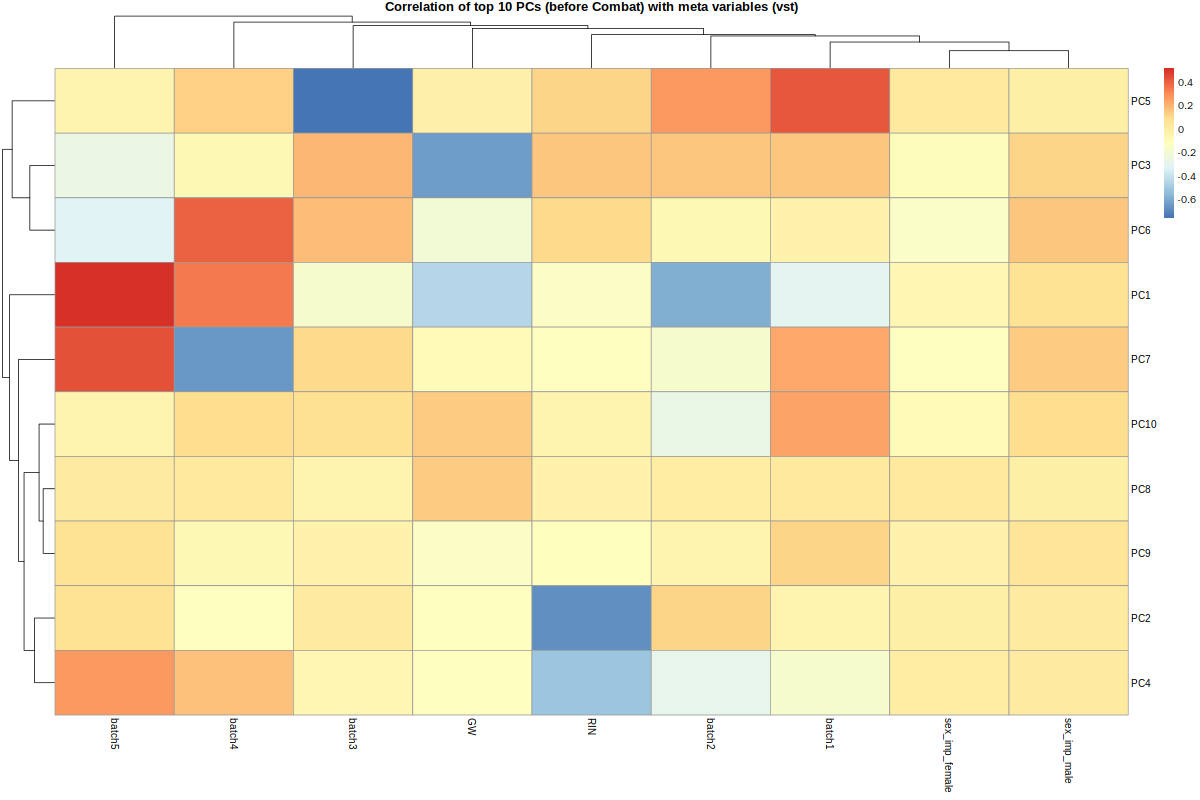 Correlation of top 10 PCs (before Combat) with meta variables (vst)
0.4
0.2
0
-0.2
-0.4
-0.6
PC5
PC3
PC6
PC1
PC7
PC10
PC8
PC9
PC2
PC4
batch5
batch4
batch3
GW
RIN
batch2
batch1
sex_imp_female
sex_imp_male